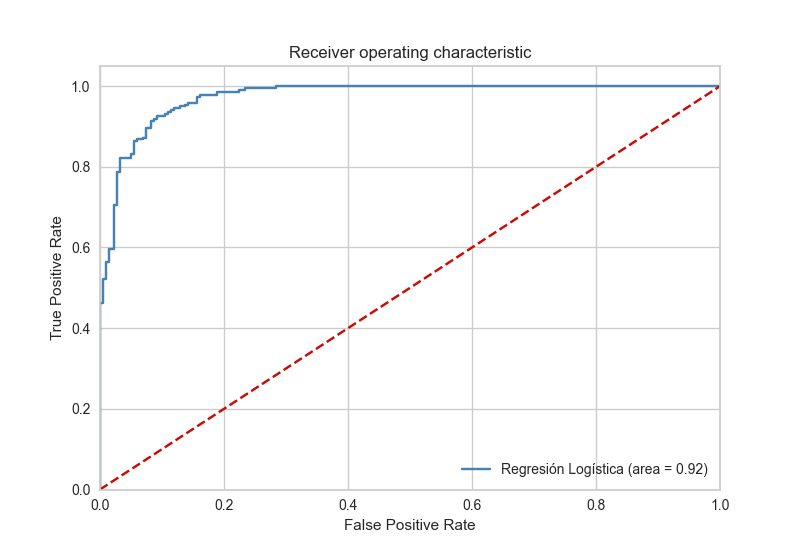 Receiver operating characteristic
True Positive Rate
1.0
0.8
0.6
0.4
0.2
0.0
Regresión Logística (area = 0.92)
0.0 0.2 0.4 0.6 0.8 1.0
False Positive Rate